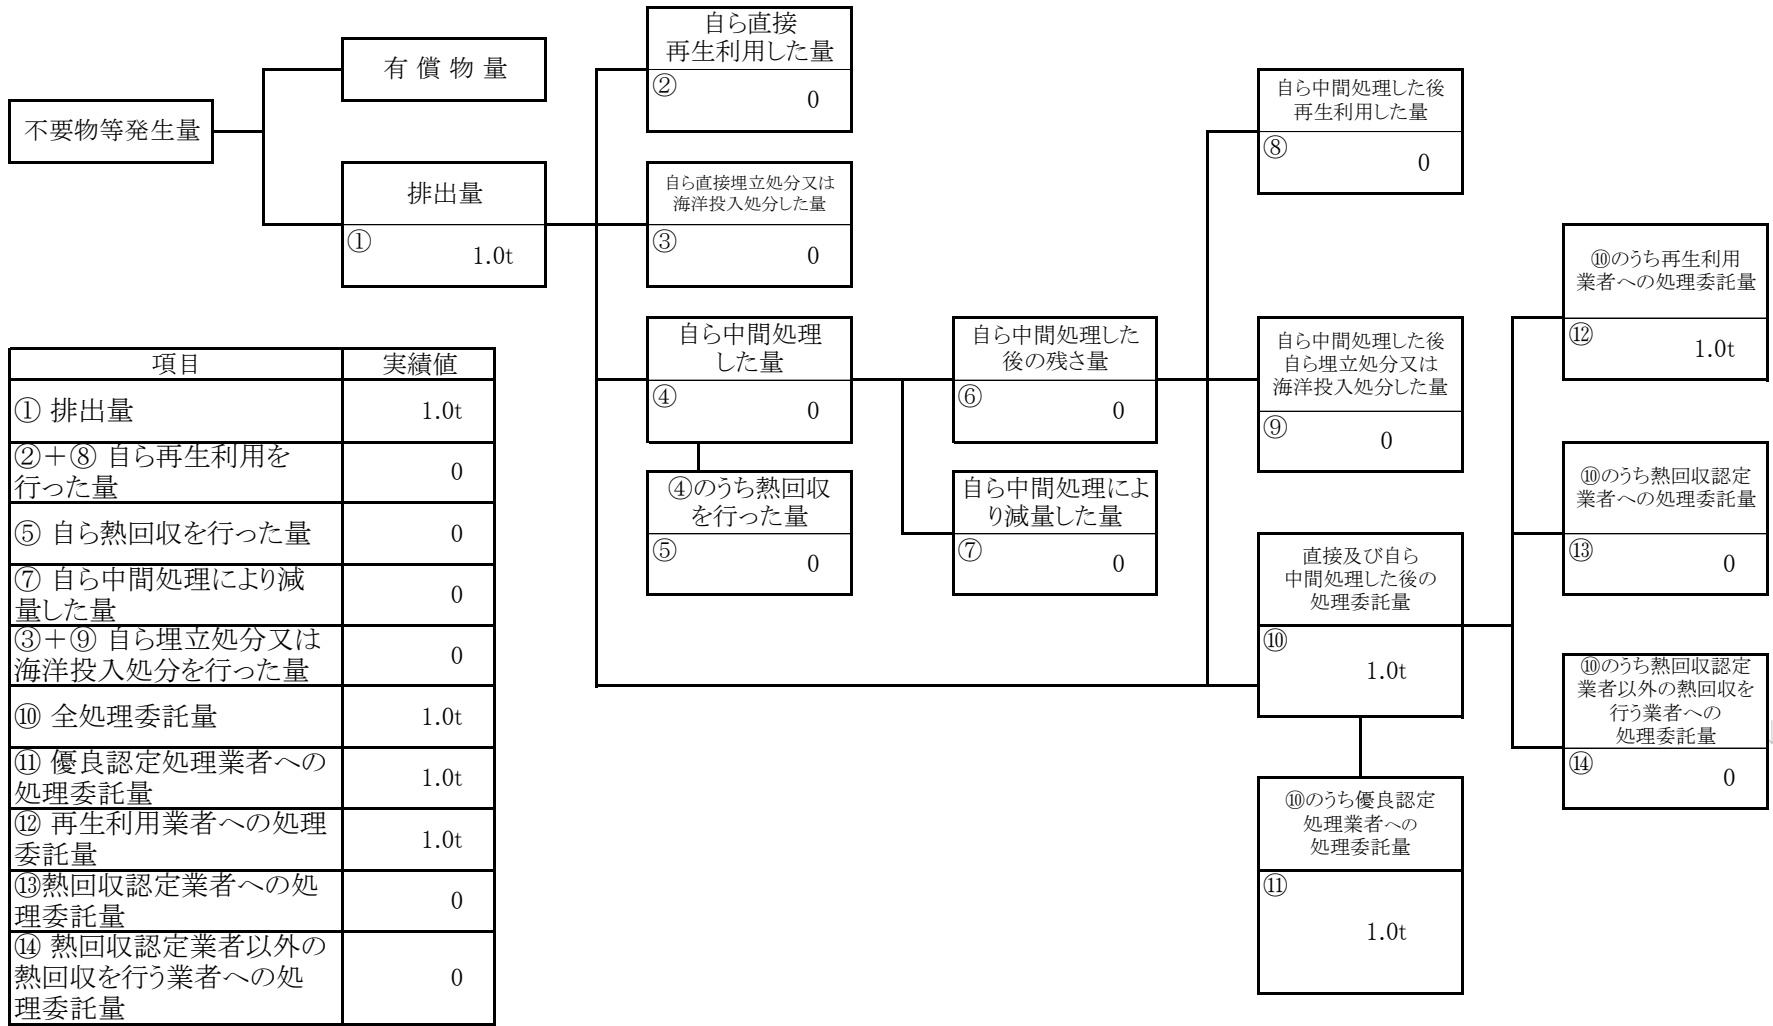 不要物等発生量
有 償 物 量
排出量
①
1.0t
自ら直接
再生利用した量
②
0
自ら直接埋立処分又は
海洋投入処分した量
③
0
自ら中間処理
した量
④
0
④のうち熱回収
を行った量
⑤
0
自ら中間処理した
後の残さ量
⑥
0
自ら中間処理によ
り減量した量
⑦
0
自ら中間処理した後
再生利用した量
⑧
0
自ら中間処理した後
自ら埋立処分又は
海洋投入処分した量
⑨
0
直接及び自ら
中間処理した後の
処理委託量
⑩
1.0t
⑩のうち優良認定
処理業者への
処理委託量
⑪
1.0t
⑩のうち再生利用
業者への処理委託量
⑫
1.0t
⑩のうち熱回収認定
業者への処理委託量
⑬
0
⑩のうち熱回収認定
業者以外の熱回収を
行う業者への
処理委託量
⑭
0
項目 実績値
① 排出量 1.0t
②＋⑧ 自ら再生利用を
行った量 0
⑤ 自ら熱回収を行った量 0
⑦ 自ら中間処理により減
量した量 0
③＋⑨ 自ら埋立処分又は
海洋投入処分を行った量 0
⑩ 全処理委託量 1.0t
⑪ 優良認定処理業者への
処理委託量 1.0t
⑫ 再生利用業者への処理
委託量 1.0t
⑬熱回収認定業者への処
理委託量 0
⑭ 熱回収認定業者以外の
熱回収を行う業者への処
理委託量 0